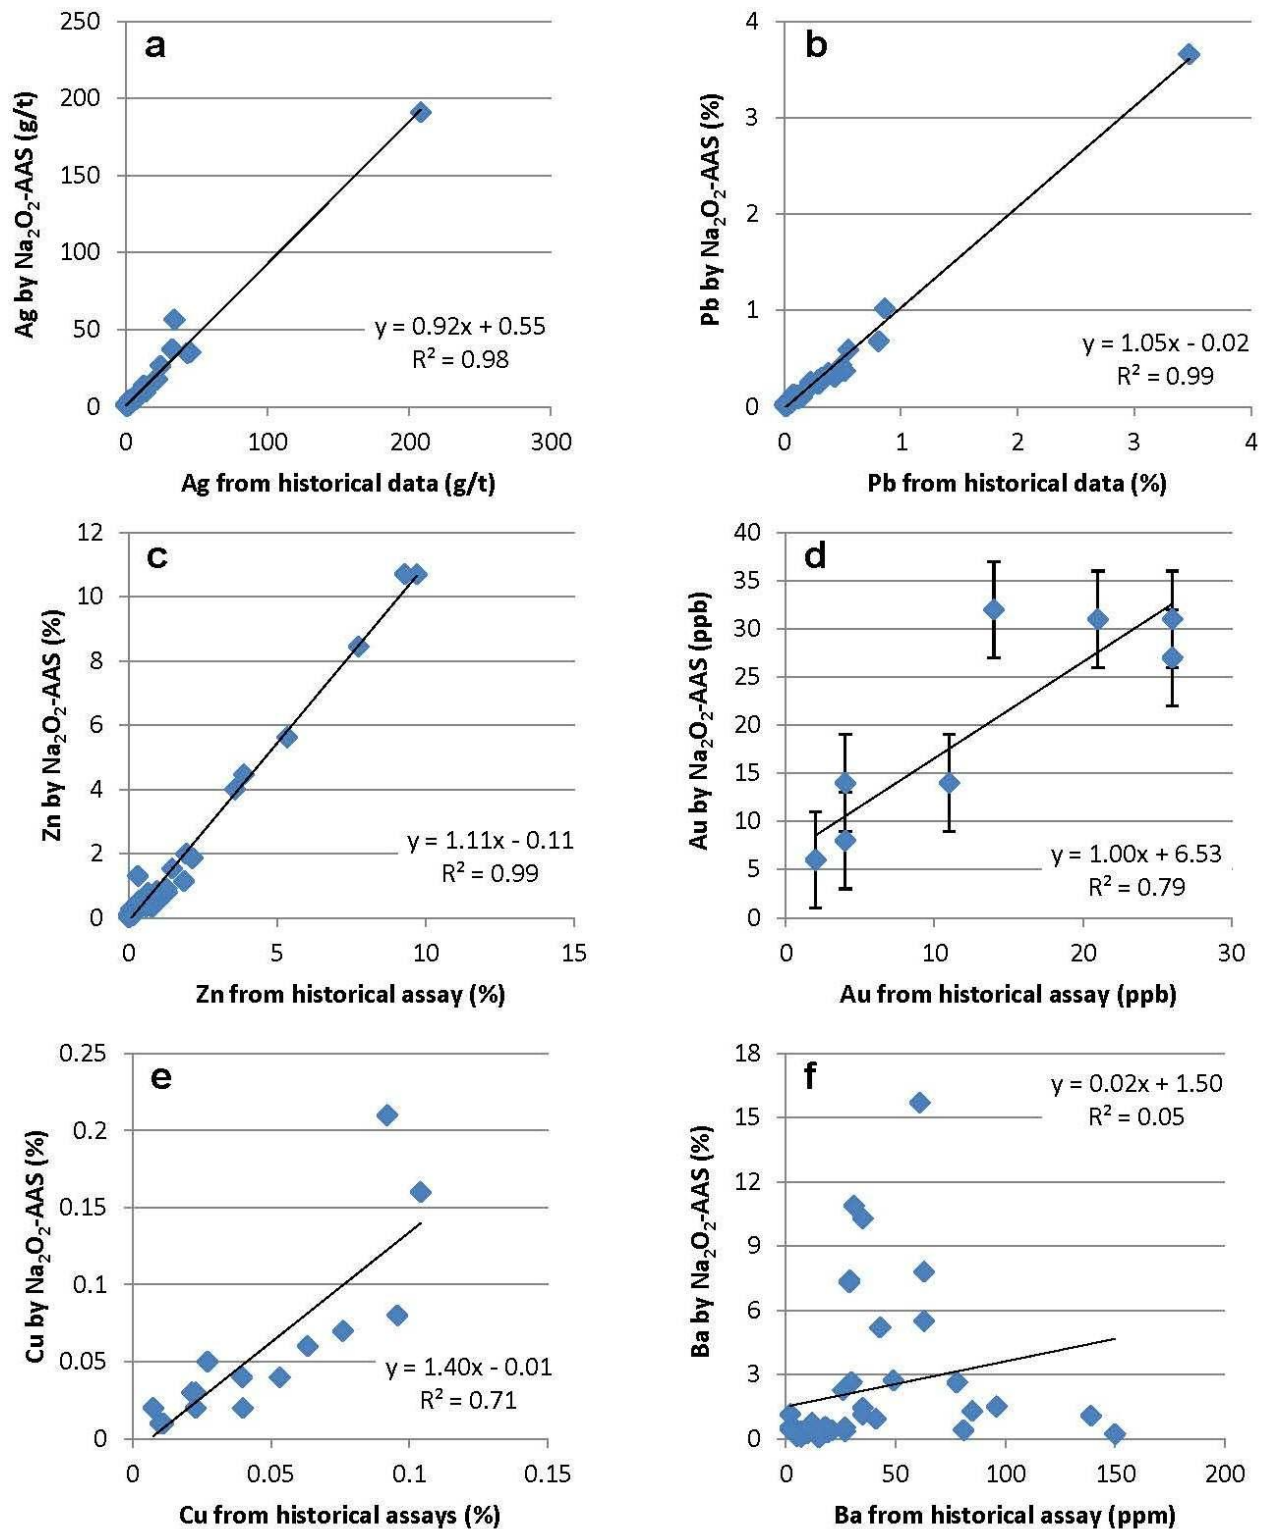 a
Ag by Na₂O₂-AAS (g/t)
250
200
150
100
50
0
0 100 200 300
y = 0.92x + 0.55
R² = 0.98
Ag from historical data (g/t)
b
Pb by Na₂O₂-AAS (%)
4
3
2
1
0
0 1 2 3 4
y = 1.05x - 0.02
R² = 0.99
Pb from historical data (%)
c
Zn by Na₂O₂-AAS (%)
12
10
8
6
4
2
0
0 5 10 15
y = 1.11x - 0.11
R² = 0.99
Zn from historical assay (%)
d
Au by Na₂O₂-AAS (ppb)
40
35
30
25
20
15
10
5
0
0 10 20 30
y = 1.00x + 6.53
R² = 0.79
Au from historical assay (ppb)
e
Cu by Na₂O₂-AAS (%)
0.25
0.2
0.15
0.1
0.05
0
0 0.05 0.1 0.15
y = 1.40x - 0.01
R² = 0.71
Cu from historical assays (%)
f
Ba by Na₂O₂-AAS (%)
18
15
12
9
6
3
0
0 50 100 150 200
y = 0.02x + 1.50
R² = 0.05
Ba from historical assay (ppm)